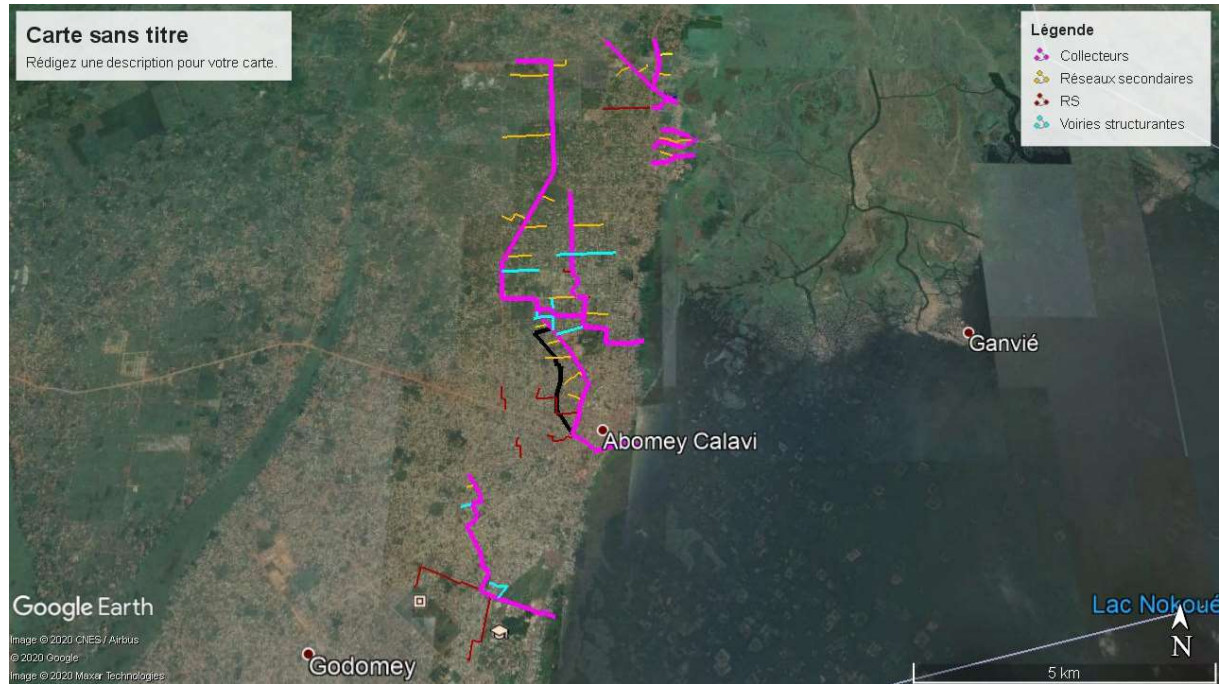 Carte sans titre
Rédigez une description pour votre carte.
Légende
Collecteurs
Réseaux secondaires
RS
Voiries structurantes
Ganvié
Abomey Calavi
Lac Nokoué
Google Earth
Image © 2020 CNES / Airbus
© 2020 Google
Image © 2020 Maxar Technologies
Godomey
N
5 km